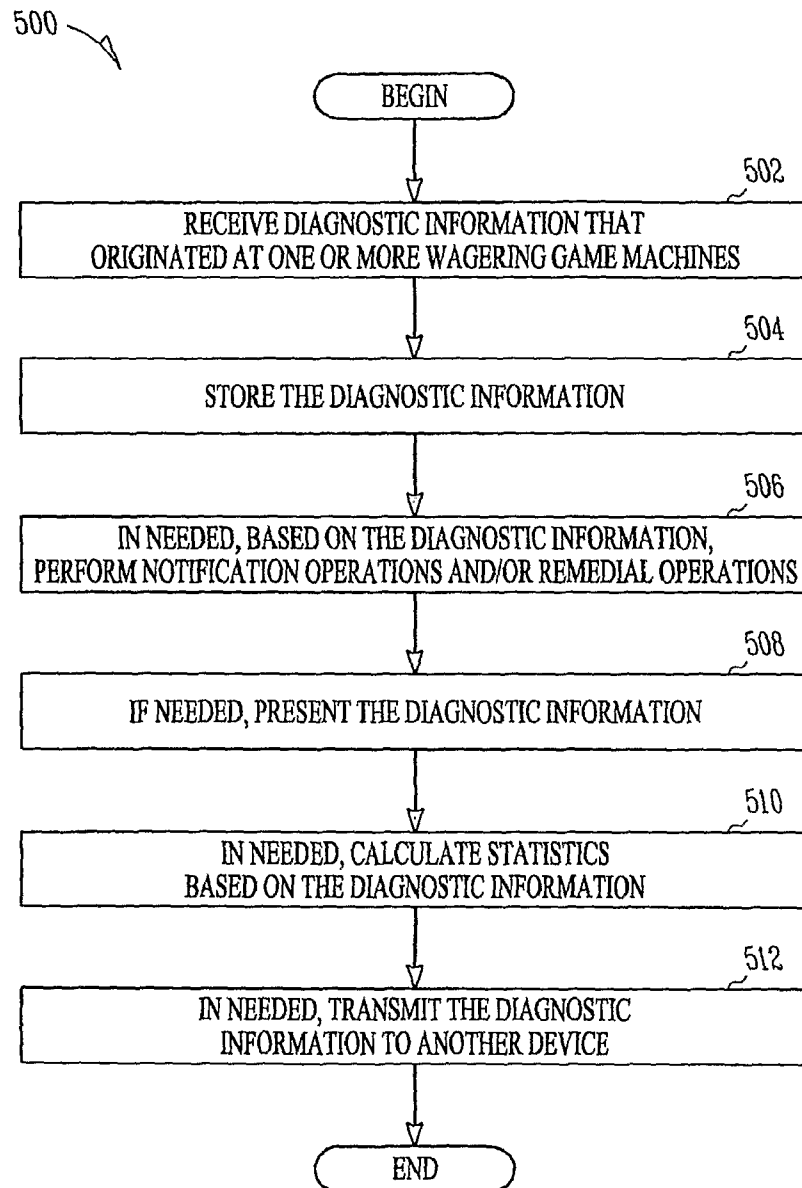 500
BEGIN
502
RECEIVE DIAGNOSTIC INFORMATION THAT
ORIGINATED AT ONE OR MORE WAGERING GAME MACHINES
504
STORE THE DIAGNOSTIC INFORMATION
506
IN NEEDED, BASED ON THE DIAGNOSTIC INFORMATION,
PERFORM NOTIFICATION OPERATIONS AND/OR REMEDIAL OPERATIONS
508
IF NEEDED, PRESENT THE DIAGNOSTIC INFORMATION
510
IN NEEDED, CALCULATE STATISTICS
BASED ON THE DIAGNOSTIC INFORMATION
512
IN NEEDED, TRANSMIT THE DIAGNOSTIC
INFORMATION TO ANOTHER DEVICE
END